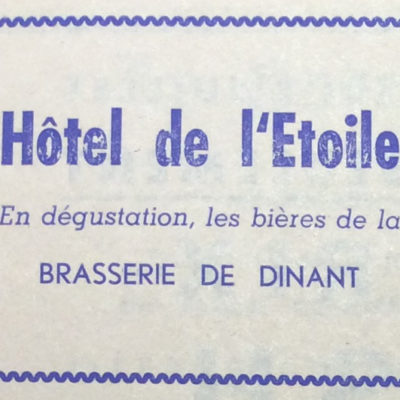 Hôtel de l'Etoile
En dégustation, les bières de la
BRASSERIE DE DINANT